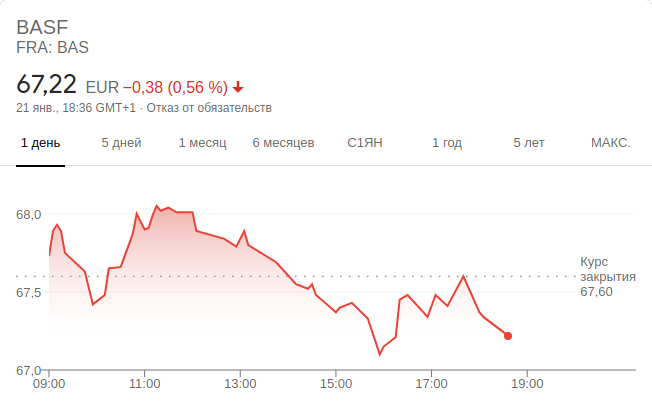 BASF
FRA: BAS
67,22 EUR −0,38 (0,56 %)
21 янв., 18:36 GMT+1 · Отказ от обязательств
1 день 5 дней 1 месяц 6 месяцев С1ЯН 1 год 5 лет МАКС.
68,0
Курс
закрытия
67,5 67,60
67,0
09:00 11:00 13:00 15:00 17:00 19:00